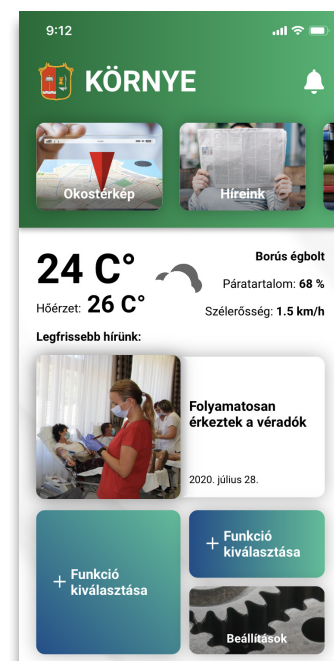 9:12
KÖRNYE
Okostérkép
Híreink
24 C°
Borús égbolt
Páratartalom: 68 %
Hőérzet: 26 C°
Szélerősség: 1.5 km/h
Legfrissebb hírünk:
Folyamatosan
érkeztek a véradók
2020. július 28.
+ Funkció
kiválasztása
+ Funkció
kiválasztása
Beállítások